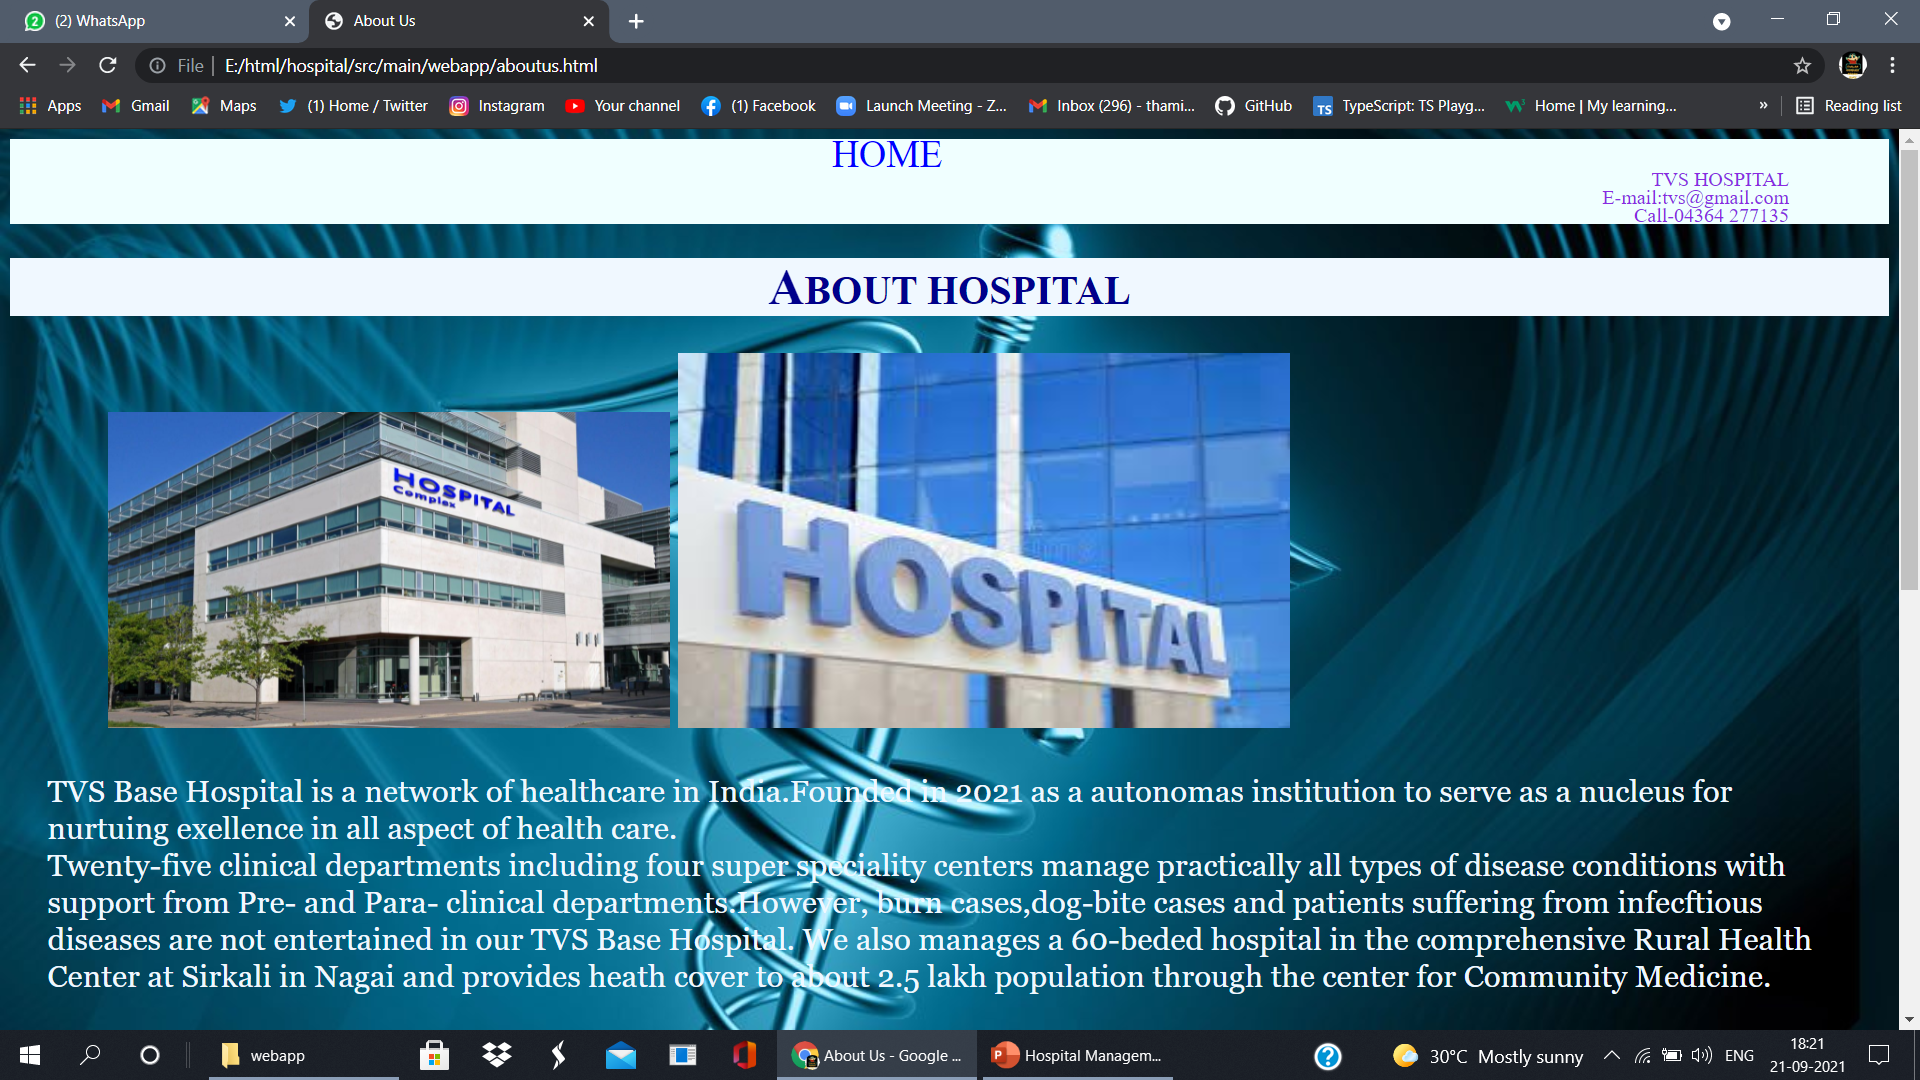 (2) WhatsApp
About Us
File
E:/html/hospital/src/main/webapp/aboutus.html
Apps
Gmail
Maps
(1) Home / Twitter
Instagram
Your channel
(1) Facebook
Launch Meeting - Z...
Inbox (296) - thami...
GitHub
TypeScript: TS Playg...
Home | My learning...
»
Reading list
HOME
TVS HOSPITAL
E-mail:tvs@gmail.com
Call-04364 277135
ABOUT HOSPITAL
HOSPITAL
Complex
HOSPITAL
TVS Base Hospital is a network of healthcare in India.Founded in 2021 as a autonomas institution to serve as a nucleus for
nurtuing exellence in all aspect of health care.
Twenty-five clinical departments including four super speciality centers manage practically all types of disease conditions with
support from Pre- and Para- clinical departments.However, burn cases,dog-bite cases and patients suffering from infecftious
diseases are not entertained in our TVS Base Hospital. We also manages a 60-beded hospital in the comprehensive Rural Health
Center at Sirkali in Nagai and provides heath cover to about 2.5 lakh population through the center for Community Medicine.
webapp
About Us - Google ...
Hospital Managem...
30°C Mostly sunny
ENG
18:21
21-09-2021